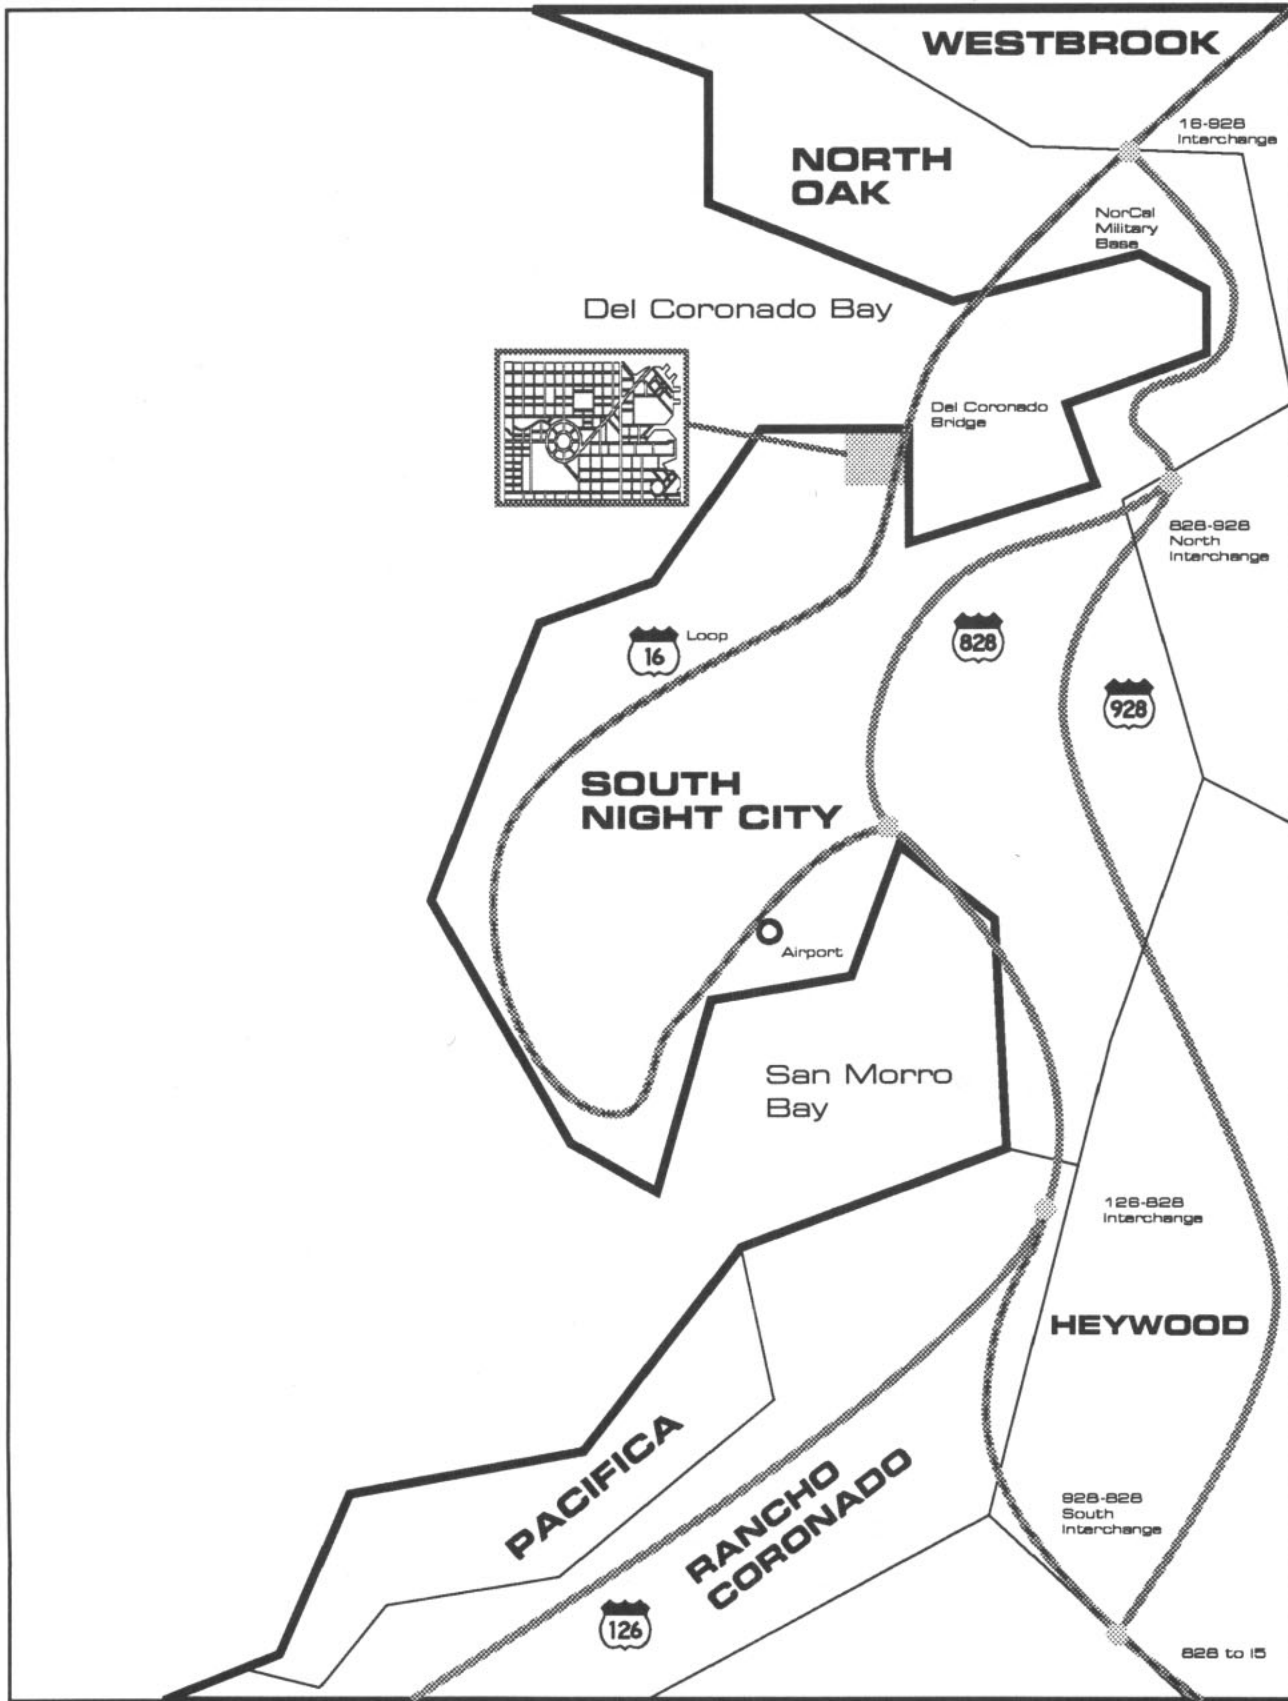 WESTBROOK
16-928
Interchange
NORTH
OAK
NorCal
Military
Base
Del Coronado Bay
Del Coronado
Bridge
828-928
North
Interchange
16
Loop
828
928
SOUTH
NIGHT CITY
Airport
San Morro
Bay
126-828
Interchange
HEYWOOD
PACIFICA
RANCHO
CORONADO
928-828
South
Interchange
126
828 to I5